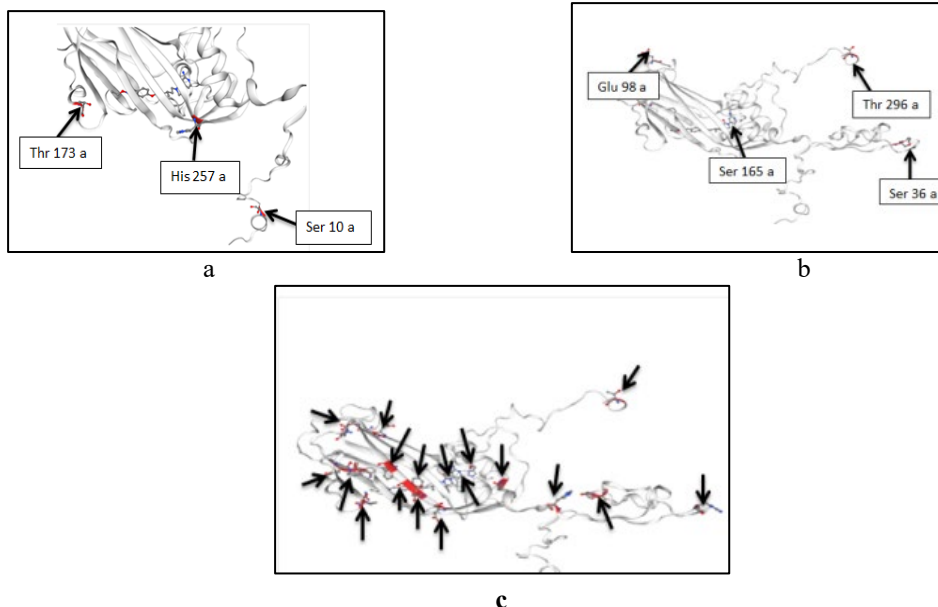 Thr 173 a
His 257 a
Ser 10 a
a
Glu 98 a
Thr 296 a
Ser 165 a
Ser 36 a
b
c